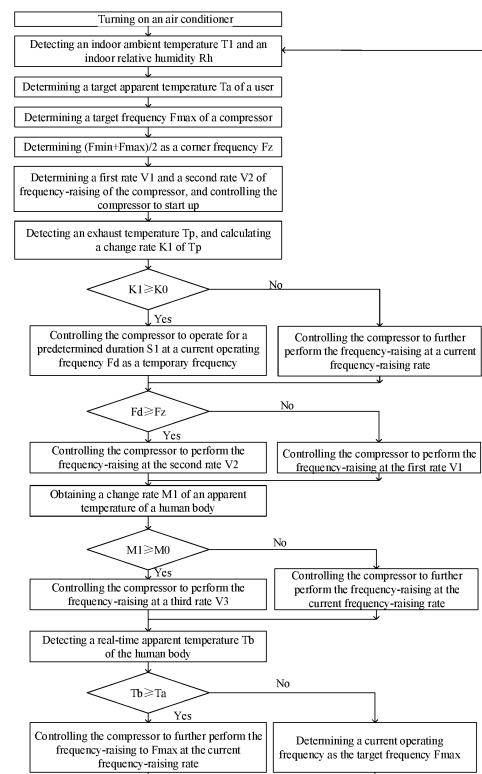 Turning on an air conditioner
Detecting an indoor ambient temperature T1 and an
indoor relative humidity Rh
Determining a target apparent temperature Ta of a user
Determining a target frequency Fmax of a compressor
Determining (Fmin+Fmax)/2 as a corner frequency Fz
Determining a first rate V1 and a second rate V2 of
frequency-raising of the compressor, and controlling the
compressor to start up
Detecting an exhaust temperature Tp, and calculating
a change rate K1 of Tp
K1≥K0
No
Yes
Controlling the compressor to operate for a
predetermined duration S1 at a current operating
frequency Fd as a temporary frequency
Controlling the compressor to further
perform the frequency-raising at a current
frequency-raising rate
Fd≥Fz
No
Yes
Controlling the compressor to perform the
frequency-raising at the second rate V2
Controlling the compressor to perform the
frequency-raising at the first rate V1
Obtaining a change rate M1 of an apparent
temperature of a human body
M1≥M0
No
Yes
Controlling the compressor to perform the
frequency-raising at a third rate V3
Controlling the compressor to further
perform the frequency-raising at the
current frequency-raising rate
Detecting a real-time apparent temperature Tb
of the human body
Tb≥Ta
No
Yes
Controlling the compressor to further perform the
frequency-raising to Fmax at the current
frequency-raising rate
Determining a current operating
frequency as the target frequency Fmax